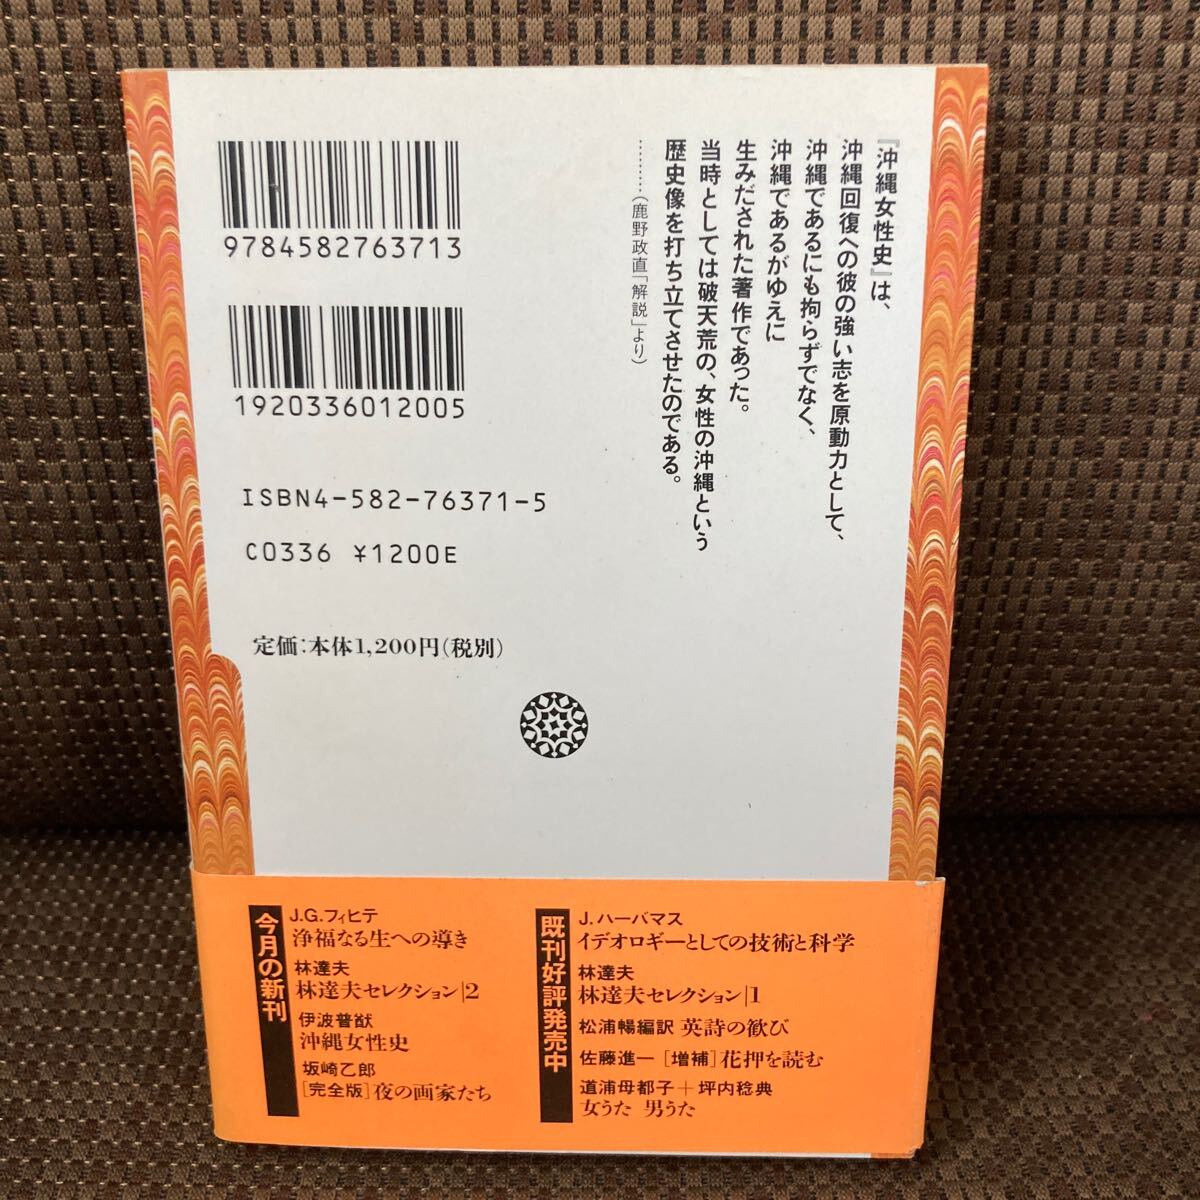 『沖縄女性史』は、
沖縄回復への彼の強い志を原動力として、
沖縄であるにも拘らずでなく、
沖縄であるがゆえに
生みだされた著作であった。
当時としては破天荒の、女性の沖縄という
歴史像を打ち立てさせたのである。
………(鹿野政直「解説」より)
9784582763713
1920336012005
ISBN4-582-76371-5
C0336 ¥1200E
定価:本体1,200円(税別)
今月の新刊
J.G.フィヒテ
浄福なる生への導き
林達夫
林達夫セレクション|2
伊波普猷
沖縄女性史
坂崎乙郎
[完全版]夜の画家たち
既刊好評発売中
J.ハーバマス
イデオロギーとしての技術と科学
林達夫
林達夫セレクション|1
松浦暢編訳 英詩の歓び
佐藤進一 [増補]花押を読む
道浦母都子+坪内稔典
女うた 男うた